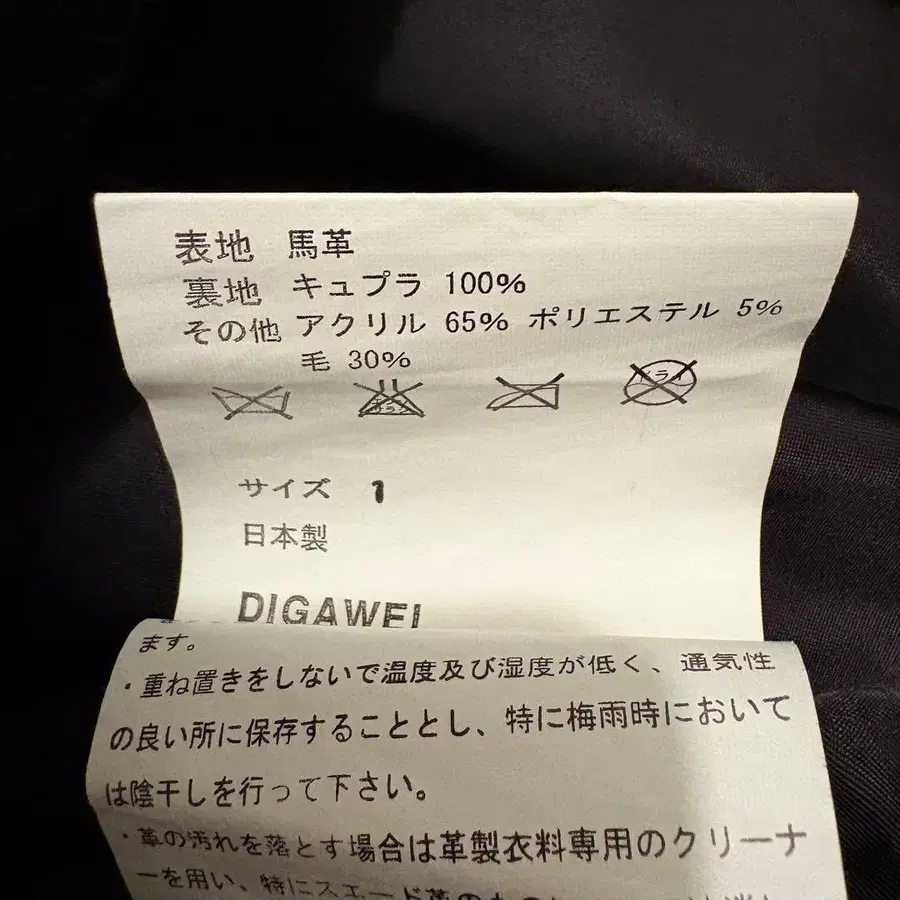 表地 馬革
裏地 キュプラ 100%
その他 アクリル 65% ポリエステル 5%
毛 30%
サイズ 1
日本製
DIGAWEL
ます。
・重ね置きをしないで温度及び湿度が低く、通気性
の良い所に保存することとし、特に梅雨時において
は陰干しを行って下さい。
・革の汚れを落とす場合は革製衣料専用のクリーナ
ーを用い、特にスエード革のもの